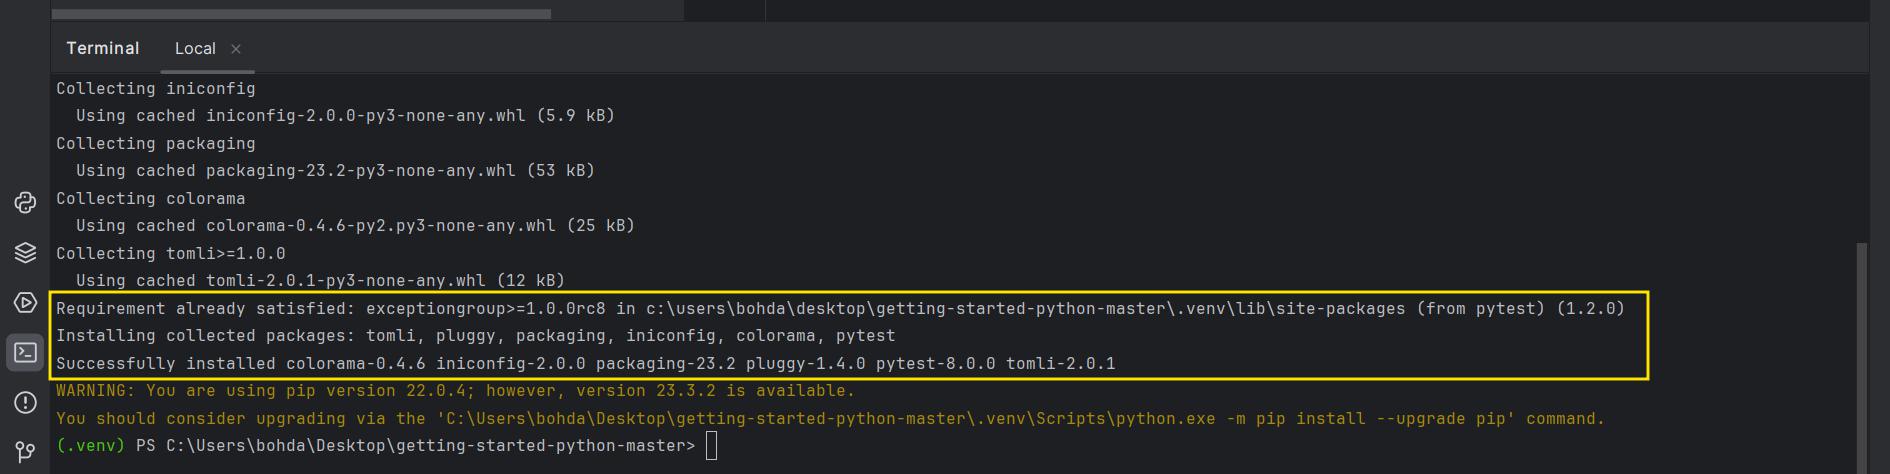 Terminal Local ×
Collecting iniconfig
Using cached iniconfig-2.0.0-py3-none-any.whl (5.9 kB)
Collecting packaging
Using cached packaging-23.2-py3-none-any.whl (53 kB)
Collecting colorama
Using cached colorama-0.4.6-py2.py3-none-any.whl (25 kB)
Collecting tomli>=1.0.0
Using cached tomli-2.0.1-py3-none-any.whl (12 kB)
Requirement already satisfied: exceptiongroup>=1.0.0rc8 in c:\users\bohda\desktop\getting-started-python-master\.venv\lib\site-packages (from pytest) (1.2.0)
Installing collected packages: tomli, pluggy, packaging, iniconfig, colorama, pytest
Successfully installed colorama-0.4.6 iniconfig-2.0.0 packaging-23.2 pluggy-1.4.0 pytest-8.0.0 tomli-2.0.1
WARNING: You are using pip version 22.0.4; however, version 23.3.2 is available.
You should consider upgrading via the 'C:\Users\bohda\Desktop\getting-started-python-master\.venv\Scripts\python.exe -m pip install --upgrade pip' command.
(.venv) PS C:\Users\bohda\Desktop\getting-started-python-master>